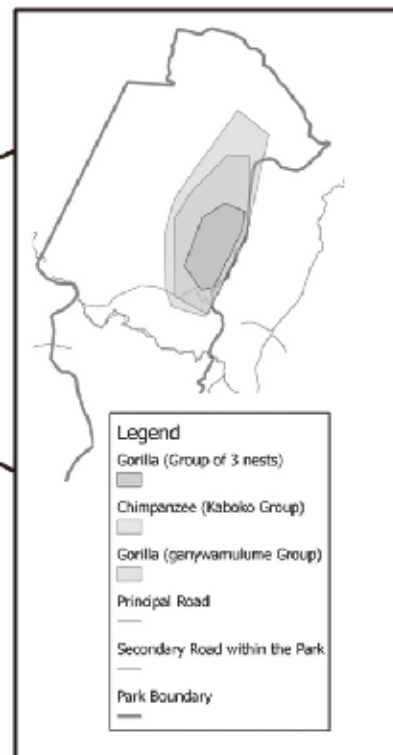 Legend
Gorilla (Group of 3 nests)
Chimpanzee (Kaboko Group)
Gorilla (ganywamulume Group)
Principal Road
Secondary Road within the Park
Park Boundary